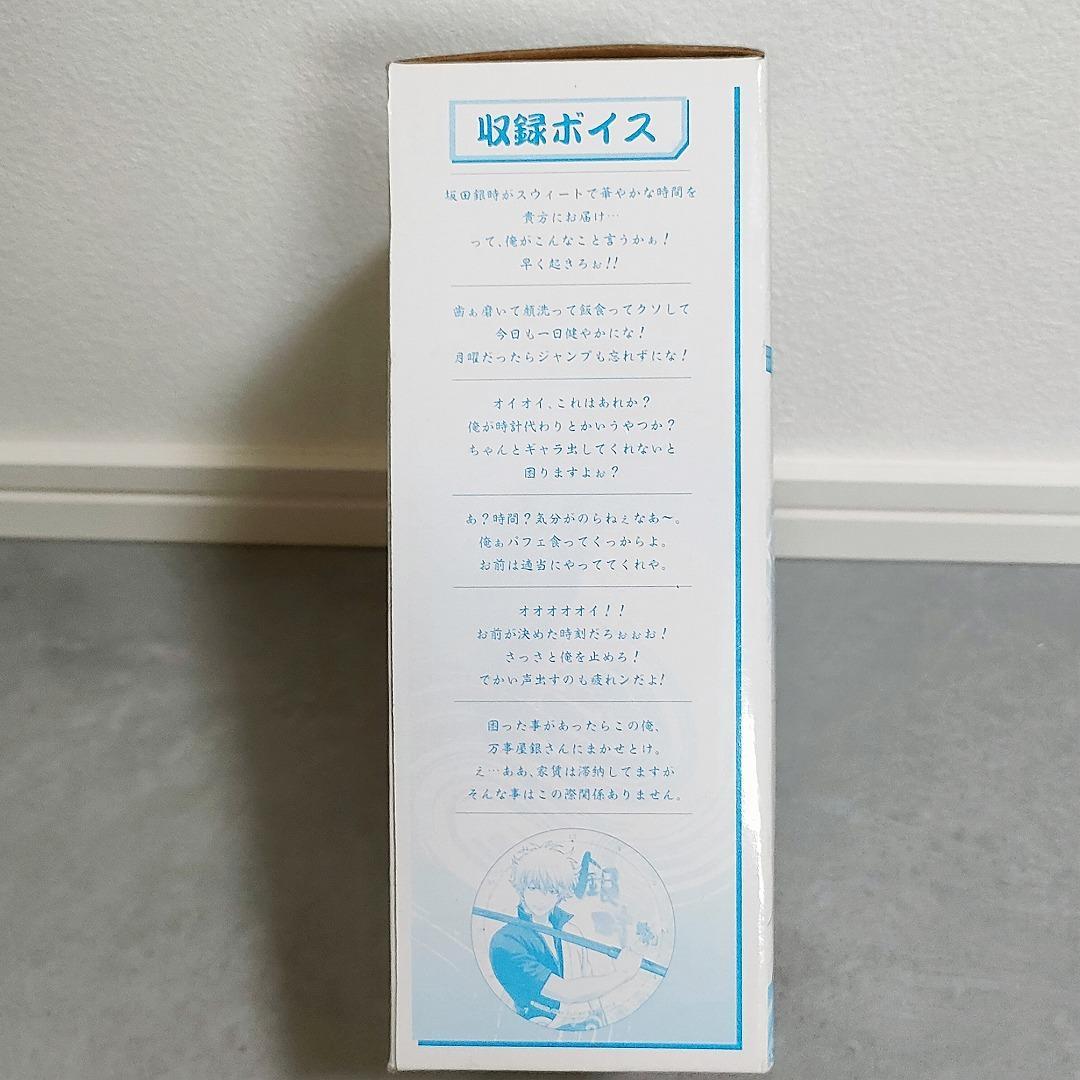 収録ボイス
坂田銀時がスウィートで華やかな時間を
貴方にお届け…
って、俺がこんなこと言うかぁ!
早く起きろぉ!!
歯ぁ磨いて顔洗って飯食ってクソして
今日も一日健やかにな!
月曜だったらジャンプも忘れずにな!
オイオイ、これはあれか?
俺が時計代わりとかいうやつか?
ちゃんとギャラ出してくれないと
困りますよぉ?
あ?時間?気分がのらねぇなあ〜。
俺ぁパフェ食ってくっからよ。
お前は適当にやっててくれや。
オオオオオイ!!
お前が決めた時刻だろぉぉお!
さっさと俺を止めろ!
でかい声出すのも疲れンだよ!
困った事があったらこの俺、
万事屋銀さんにまかせとけ。
え…ああ、家賃は滞納してますが
そんな事はこの際関係ありません。
銀
時